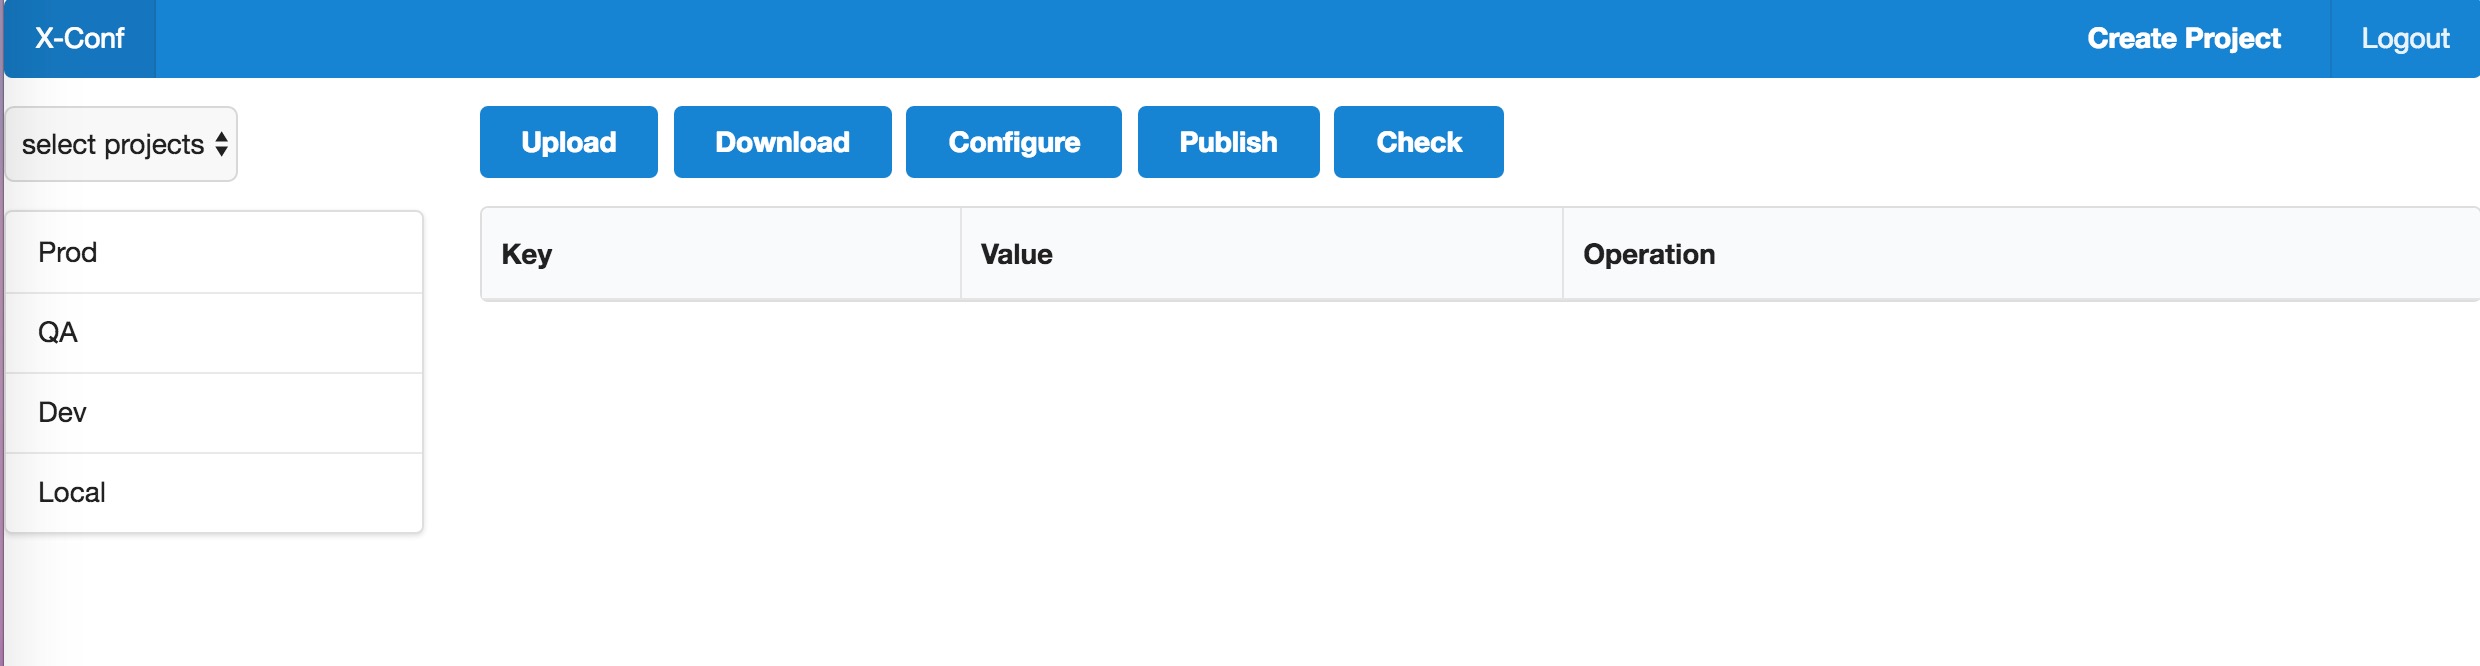 X-Conf Create Project Logout
select projects Upload Download Configure Publish Check
Key Value Operation
Prod
QA
Dev
Local